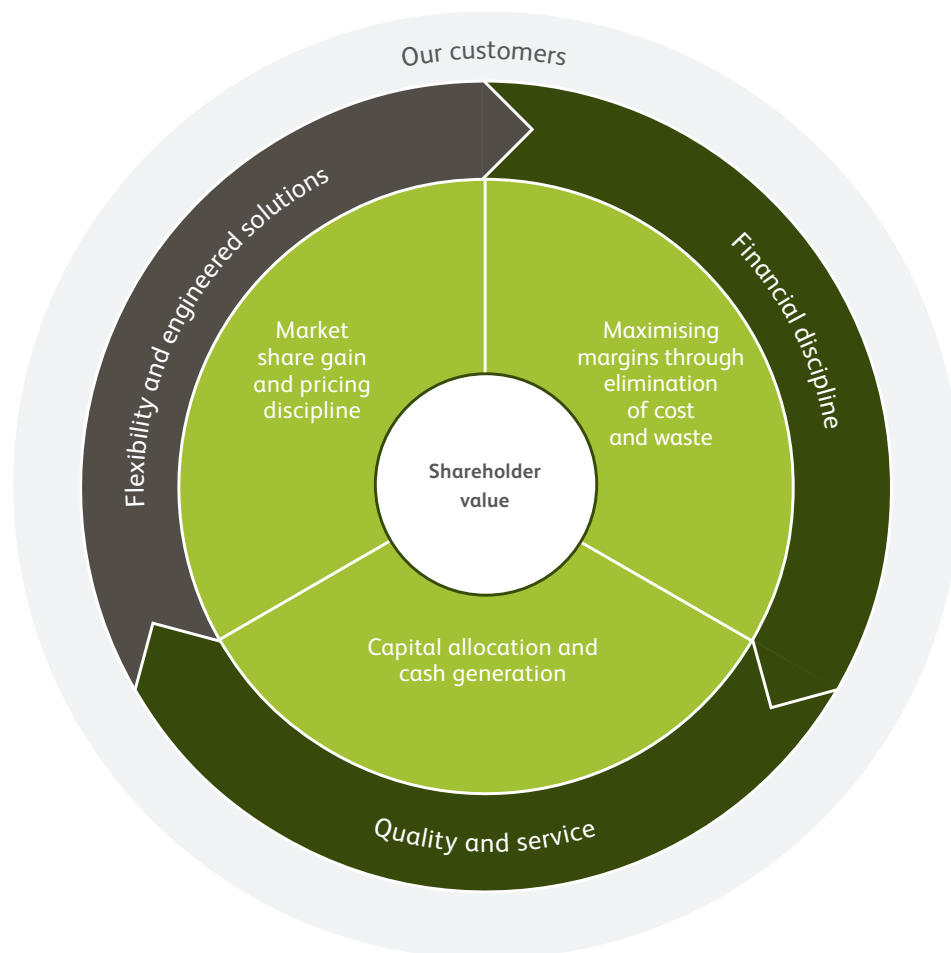 Our customers
Flexibility and engineered solutions
Financial discipline
Market
share gain
and pricing
discipline
Maximising
margins through
elimination
of cost
and waste
Shareholder
value
Capital allocation and
cash generation
Quality and service